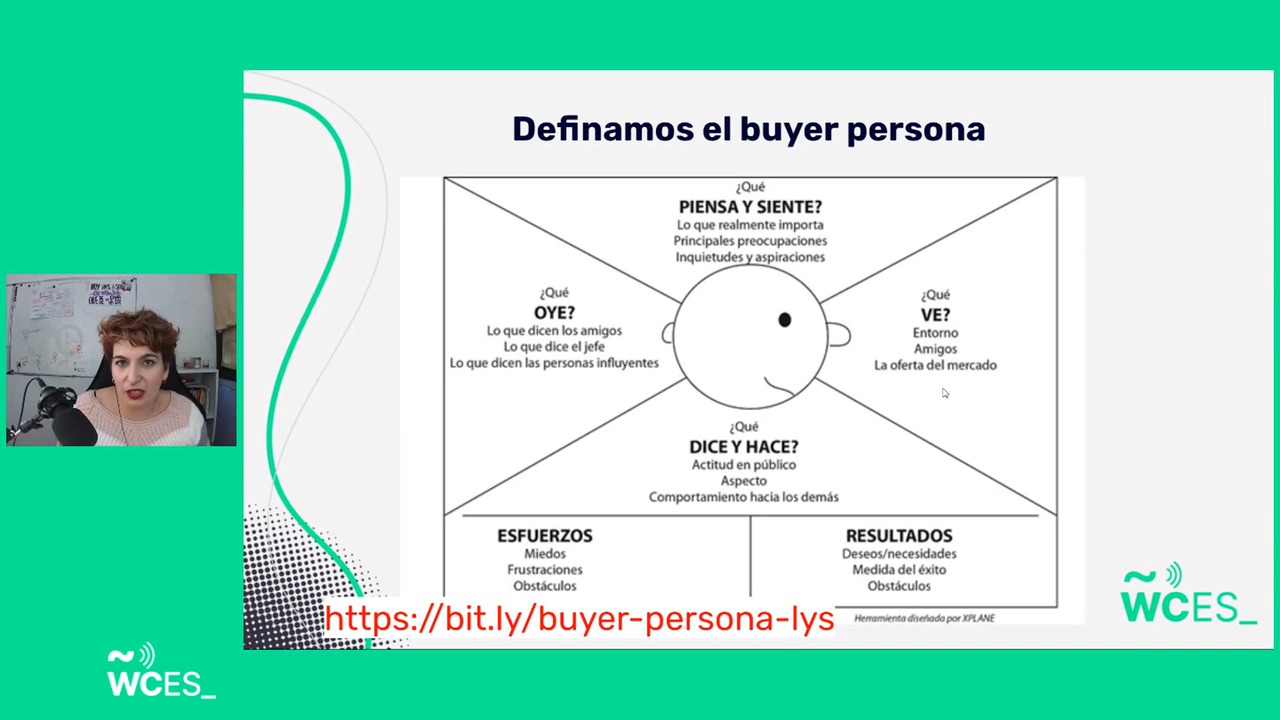 Definamos el buyer persona
¿Qué
PIENSA Y SIENTE?
Lo que realmente importa
Principales preocupaciones
Inquietudes y aspiraciones
¿Qué
OYE?
Lo que dicen los amigos
Lo que dice el jefe
Lo que dicen las personas influyentes
¿Qué
VE?
Entorno
Amigos
La oferta del mercado
¿Qué
DICE Y HACE?
Actitud en público
Aspecto
Comportamiento hacia los demás
ESFUERZOS
Miedos
Frustraciones
Obstáculos
RESULTADOS
Deseos/necesidades
Medida del éxito
Obstáculos
https://bit.ly/buyer-persona-lys
Herramienta diseñada por XPLANE
WCES_
WCES_